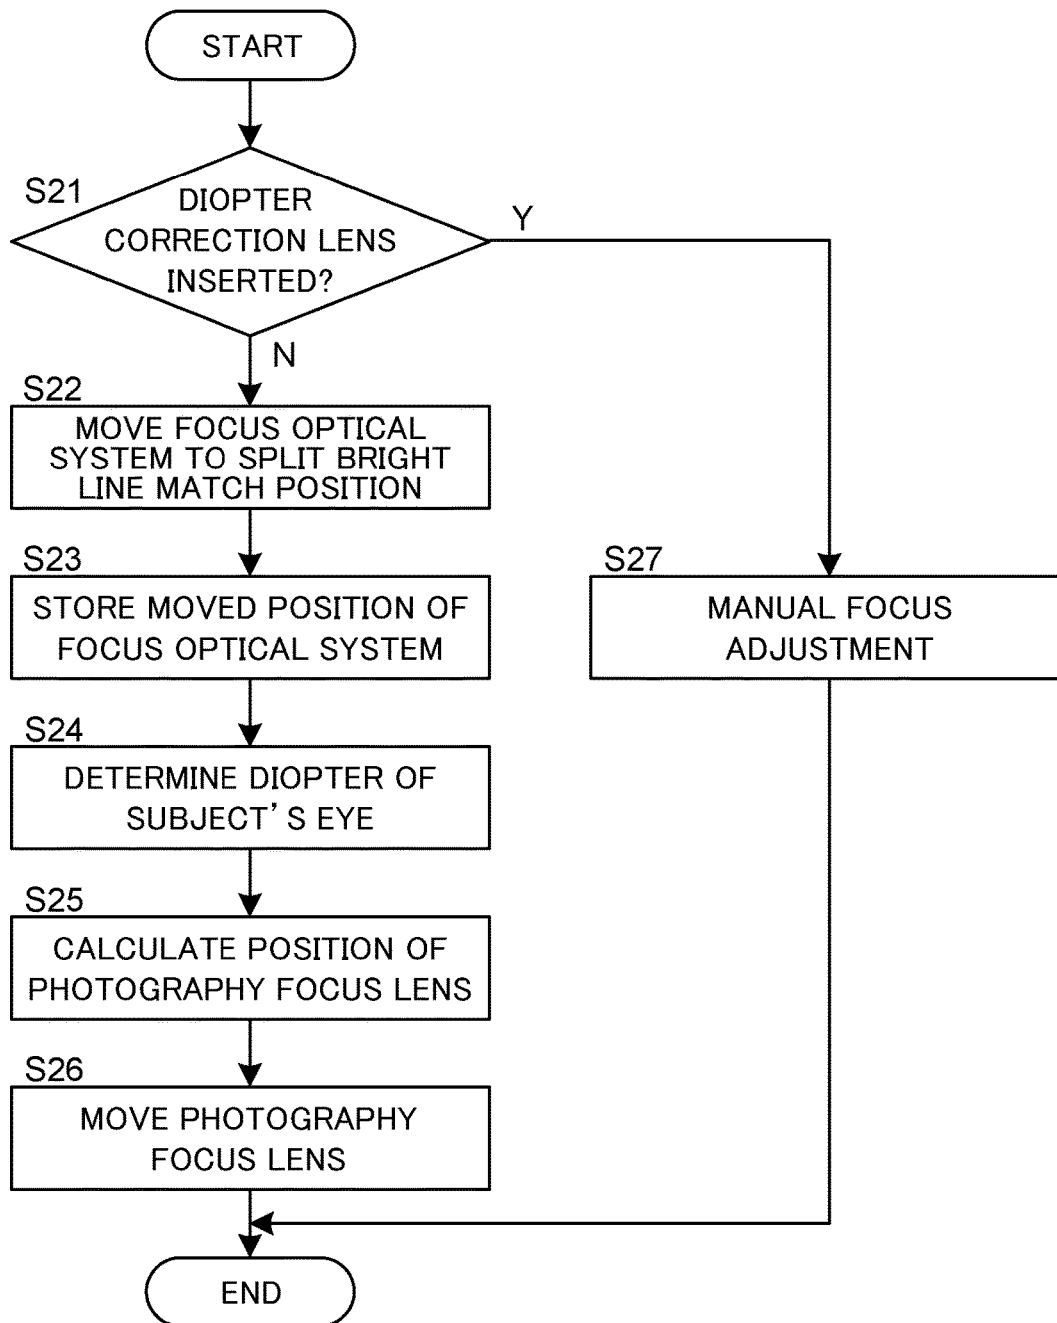 START
S21
DIOPTER
CORRECTION LENS
INSERTED?
Y
N
S22
MOVE FOCUS OPTICAL
SYSTEM TO SPLIT BRIGHT
LINE MATCH POSITION
S23
STORE MOVED POSITION OF
FOCUS OPTICAL SYSTEM
S27
MANUAL FOCUS
ADJUSTMENT
S24
DETERMINE DIOPTER OF
SUBJECT'S EYE
S25
CALCULATE POSITION OF
PHOTOGRAPHY FOCUS LENS
S26
MOVE PHOTOGRAPHY
FOCUS LENS
END